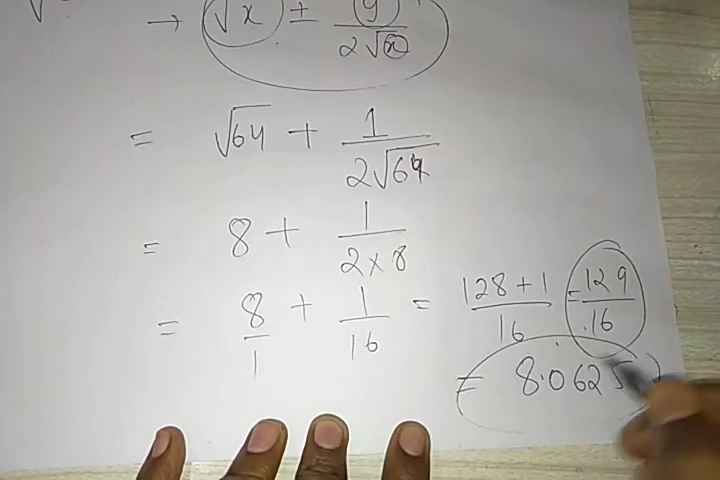 → √x ± y / 2√x
= √64 + 1 / 2√64
= 8 + 1 / 2×8
= 8/1 + 1/16 = 128+1 / 16 = 129/16
= 8.0625